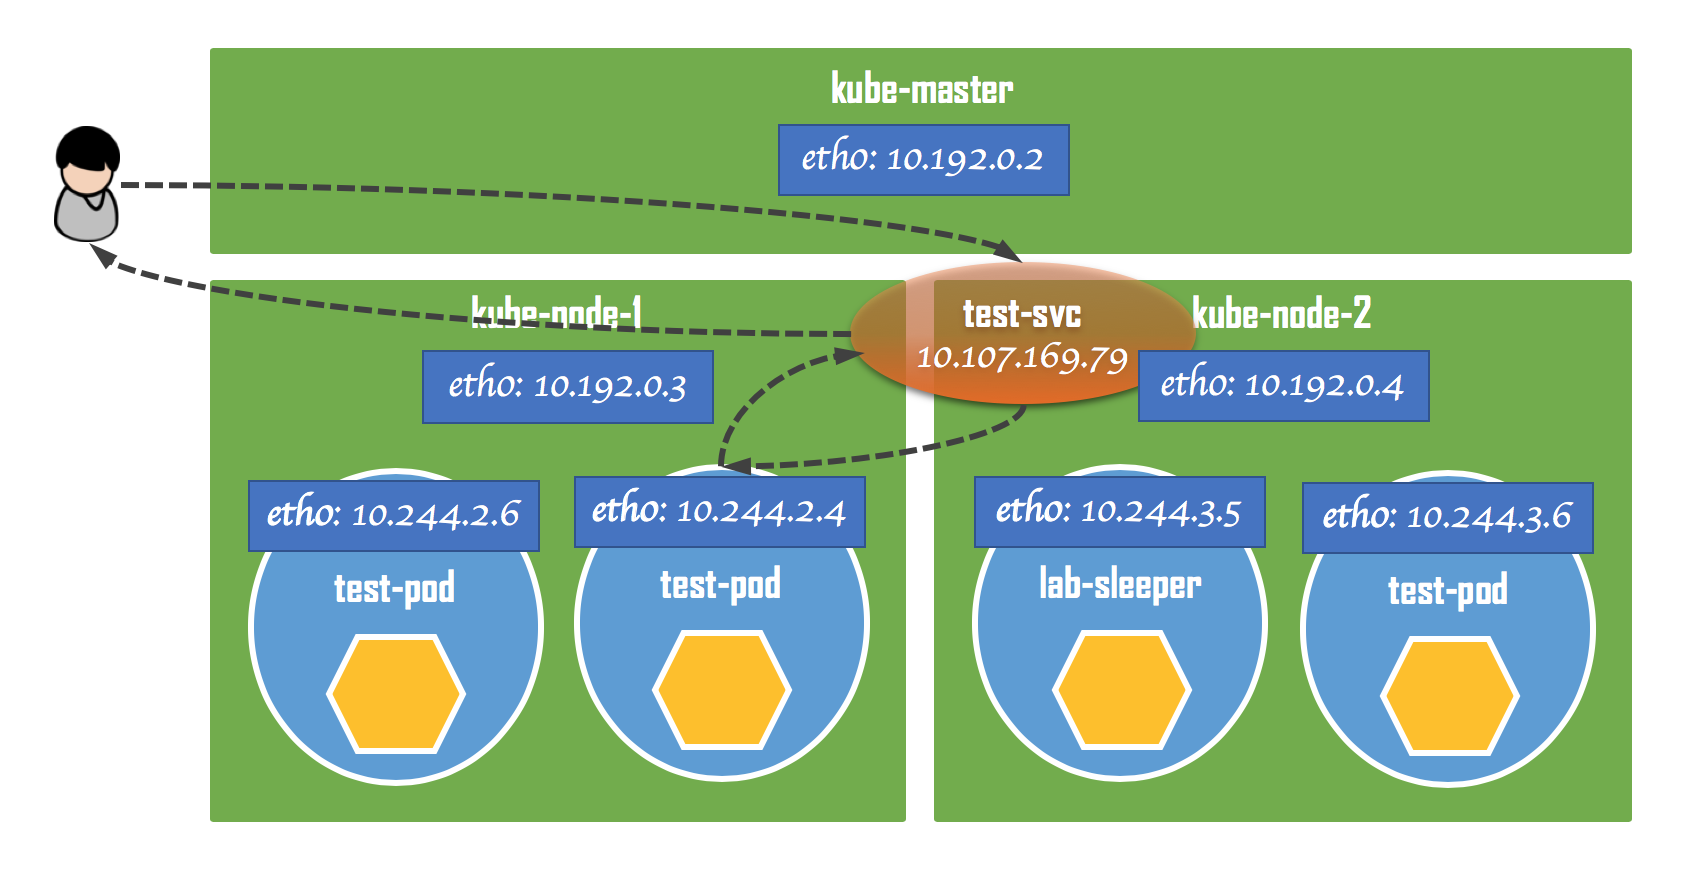 kube-master
etho: 10.192.0.2
kube-node-1
test-svc
kube-node-2
10.107.169.79
etho: 10.192.0.3
etho: 10.192.0.4
etho: 10.244.2.6
etho: 10.244.2.4
etho: 10.244.3.5
etho: 10.244.3.6
test-pod
test-pod
lab-sleeper
test-pod